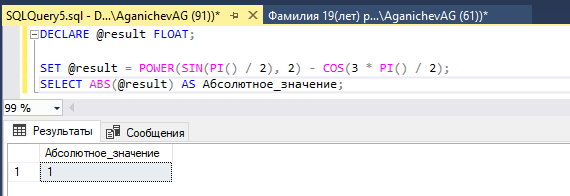 SQLQuery5.sql - D...\AganichevAG (91))* Фамилия 19(лет) р...\AganichevAG (61))*
DECLARE @result FLOAT;
SET @result = POWER(SIN(PI() / 2), 2) - COS(3 * PI() / 2);
SELECT ABS(@result) AS Абсолютное_значение;
99 %
Результаты Сообщения
Абсолютное_значение
1 1